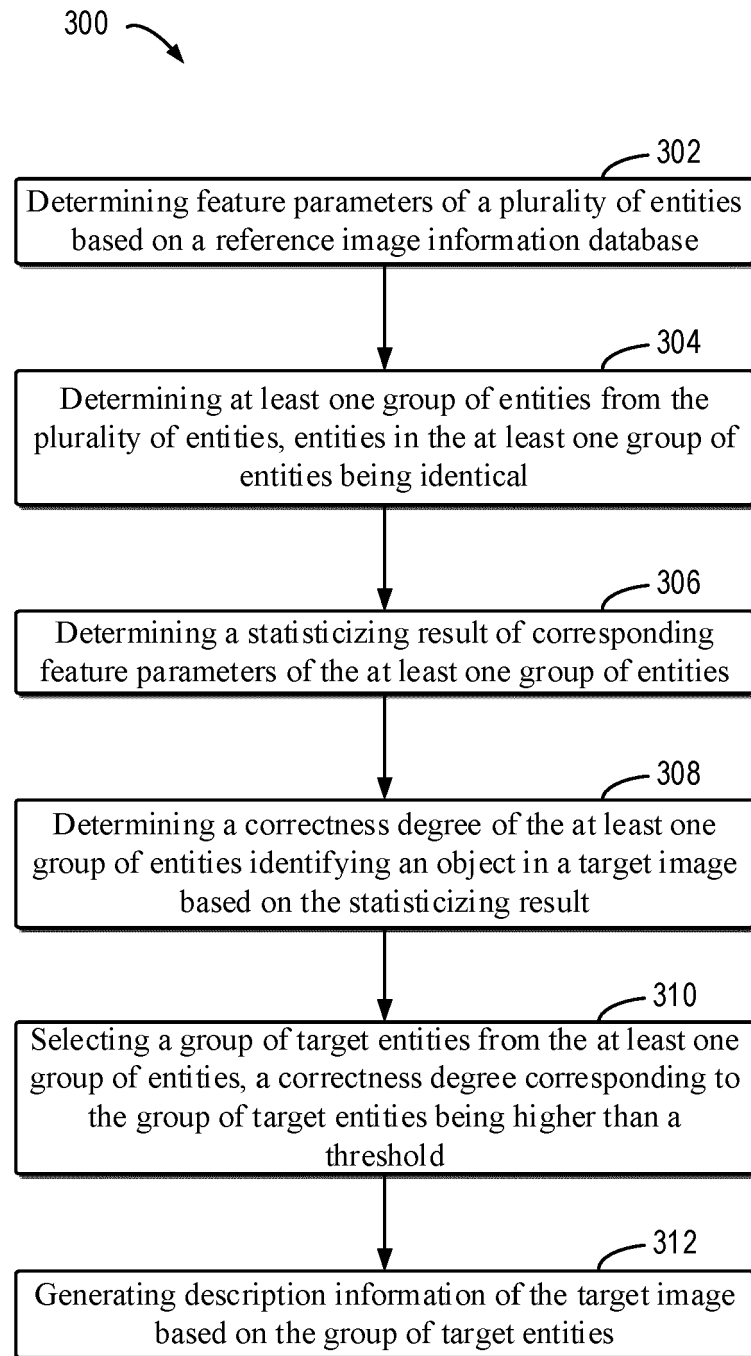 300
302
Determining feature parameters of a plurality of entities
based on a reference image information database
304
Determining at least one group of entities from the
plurality of entities, entities in the at least one group of
entities being identical
306
Determining a statisticizing result of corresponding
feature parameters of the at least one group of entities
308
Determining a correctness degree of the at least one
group of entities identifying an object in a target image
based on the statisticizing result
310
Selecting a group of target entities from the at least one
group of entities, a correctness degree corresponding to
the group of target entities being higher than a
threshold
312
Generating description information of the target image
based on the group of target entities